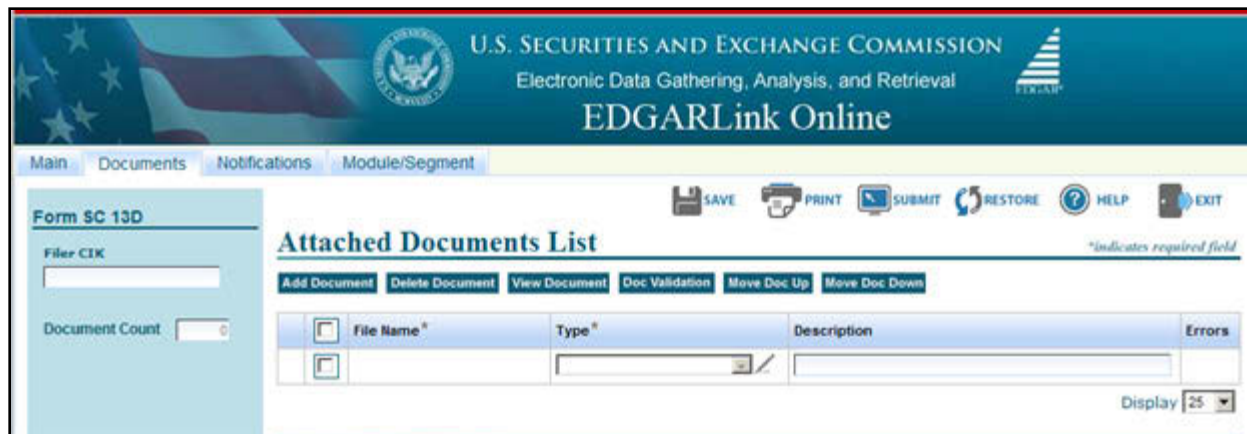 U.S. SECURITIES AND EXCHANGE COMMISSION
Electronic Data Gathering, Analysis, and Retrieval
EDGAR
EDGARLink Online
Main Documents Notifications Module/Segment
SAVE PRINT SUBMIT RESTORE HELP EXIT
Form SC 13D
Attached Documents List
*indicates required field
Filer CIK
Add Document Delete Document View Document Doc Validation Move Doc Up Move Doc Down
Document Count 0
File Name* Type* Description Errors
Display 25